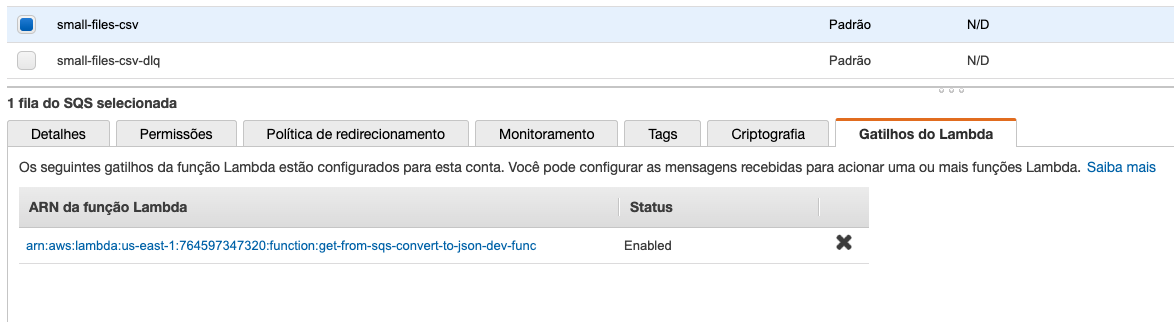 small-files-csv Padrão N/D
small-files-csv-dlq Padrão N/D
1 fila do SQS selecionada
Detalhes Permissões Política de redirecionamento Monitoramento Tags Criptografia Gatilhos do Lambda
Os seguintes gatilhos da função Lambda estão configurados para esta conta. Você pode configurar as mensagens recebidas para acionar uma ou mais funções Lambda. Saiba mais
ARN da função Lambda Status
arn:aws:lambda:us-east-1:764597347320:function:get-from-sqs-convert-to-json-dev-func Enabled